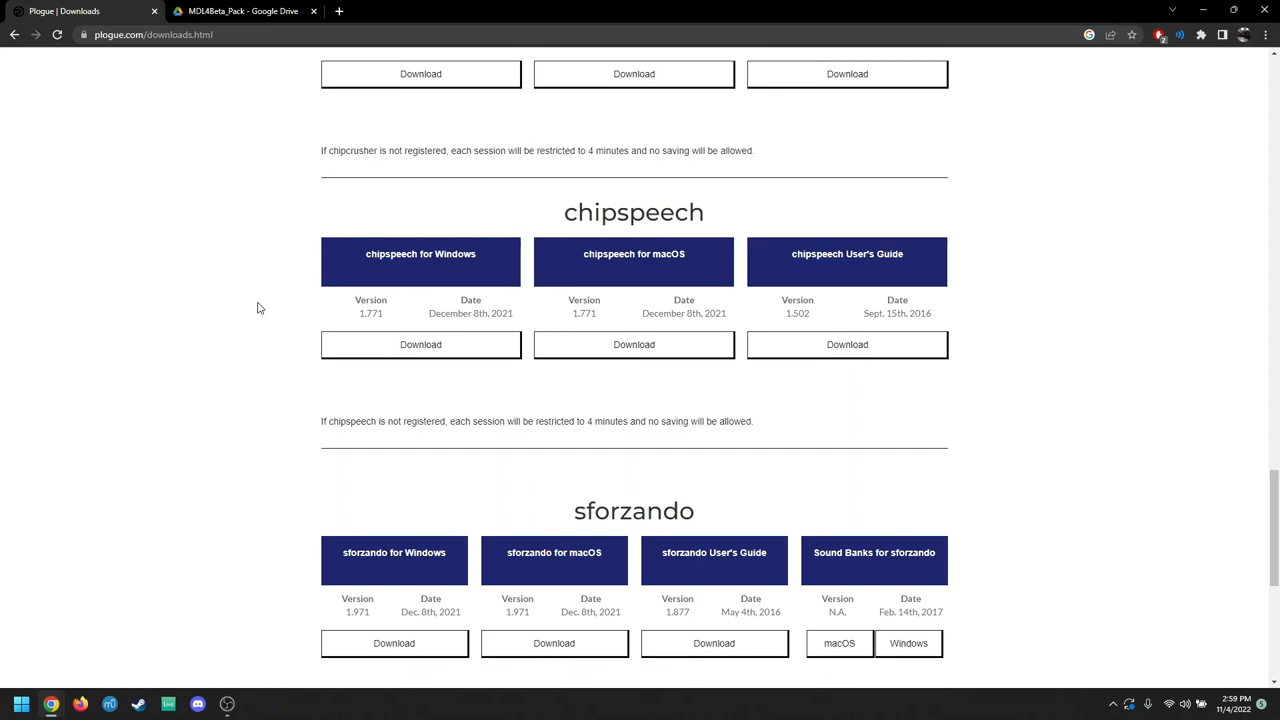 Plogue | Downloads
MDL4Beta_Pack - Google Drive
plogue.com/downloads.html
2
Download Download Download
If chipcrusher is not registered, each session will be restricted to 4 minutes and no saving will be allowed.
chipspeech
chipspeech for Windows chipspeech for macOS chipspeech User's Guide
Version Date Version Date Version Date
1.771 December 8th, 2021 1.771 December 8th, 2021 1.502 Sept. 15th, 2016
Download Download Download
If chipspeech is not registered, each session will be restricted to 4 minutes and no saving will be allowed.
sforzando
sforzando for Windows sforzando for macOS sforzando User's Guide Sound Banks for sforzando
Version Date Version Date Version Date Version Date
1.971 Dec. 8th, 2021 1.971 Dec. 8th, 2021 1.877 May 4th, 2016 N.A. Feb. 14th, 2017
Download Download Download macOS Windows
LIVE
2:59 PM
11/4/2022
5